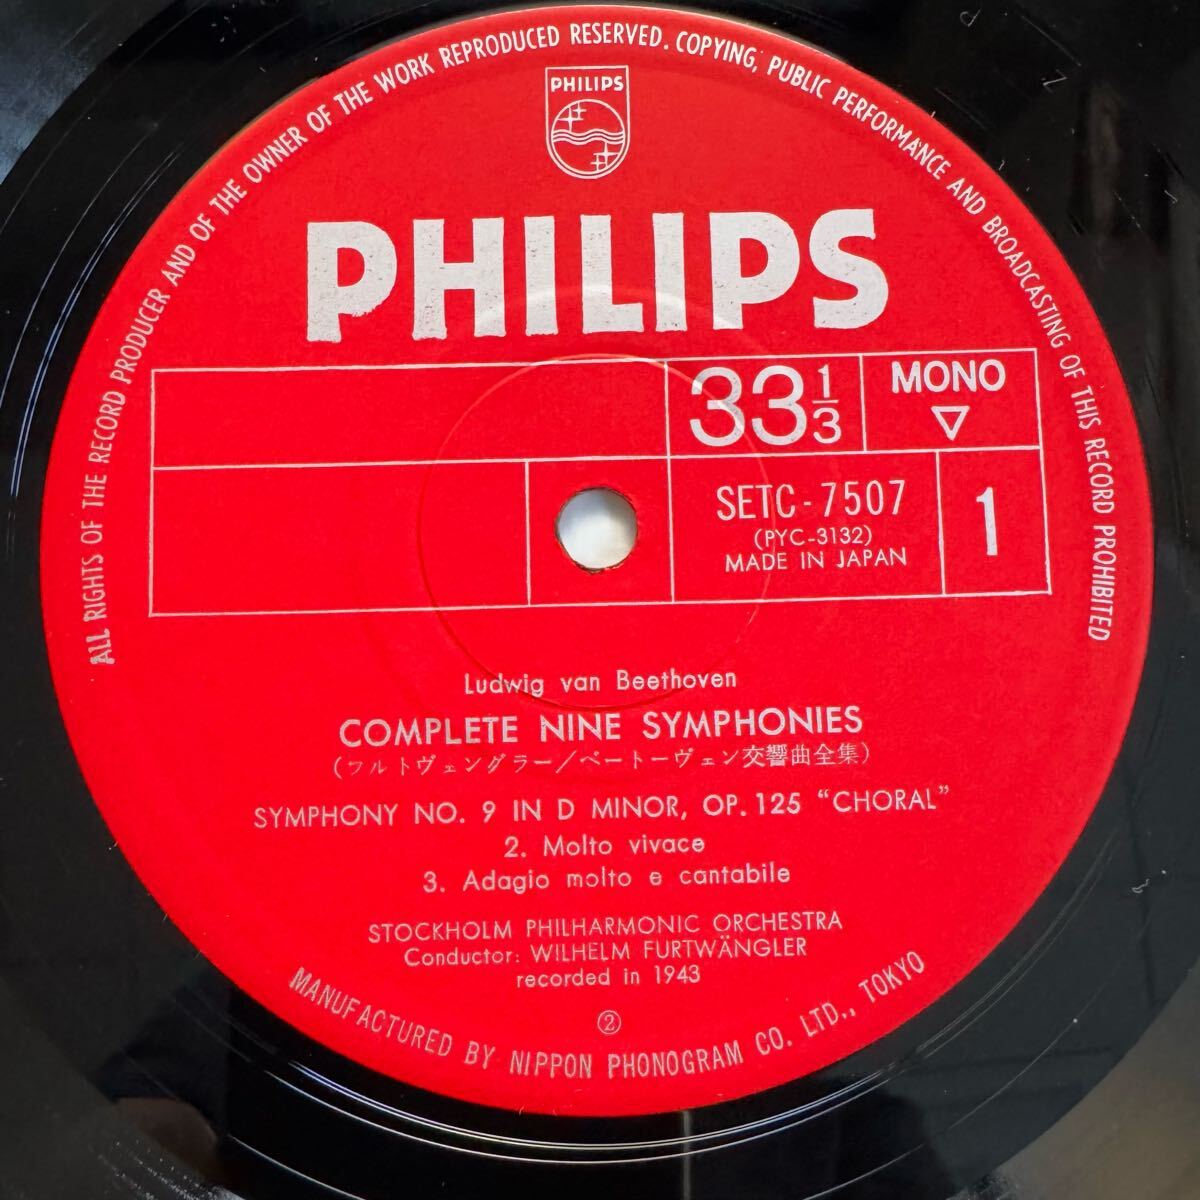 ALL RIGHTS OF THE RECORD PRODUCER AND OF THE OWNER OF THE WORK REPRODUCED RESERVED. COPYING, PUBLIC PERFORMANCE AND BROADCASTING OF THIS RECORD PROHIBITED
PHILIPS
PHILIPS
33 1/3
MONO
▽
SETC-7507
(PYC-3132)
MADE IN JAPAN
1
Ludwig van Beethoven
COMPLETE NINE SYMPHONIES
(フルトヴェングラー/ベートーヴェン交響曲全集)
SYMPHONY NO. 9 IN D MINOR, OP. 125 “CHORAL”
2. Molto vivace
3. Adagio molto e cantabile
STOCKHOLM PHILHARMONIC ORCHESTRA
Conductor: WILHELM FURTWÄNGLER
recorded in 1943
②
MANUFACTURED BY NIPPON PHONOGRAM CO. LTD., TOKYO